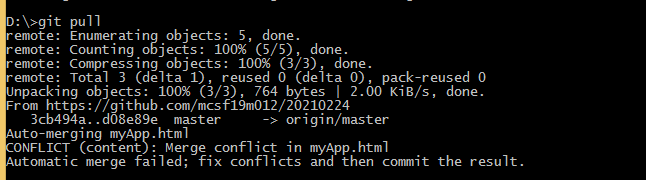 D:\>git pull
remote: Enumerating objects: 5, done.
remote: Counting objects: 100% (5/5), done.
remote: Compressing objects: 100% (3/3), done.
remote: Total 3 (delta 1), reused 0 (delta 0), pack-reused 0
Unpacking objects: 100% (3/3), 764 bytes | 2.00 KiB/s, done.
From https://github.com/mcsf19m012/20210224
   3cb494a..d08e89e  master     -> origin/master
Auto-merging myApp.html
CONFLICT (content): Merge conflict in myApp.html
Automatic merge failed; fix conflicts and then commit the result.